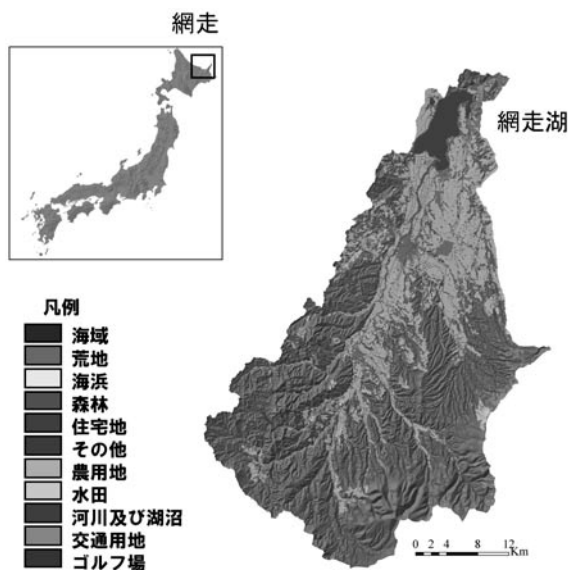 網走
網走湖
凡例
海域
荒地
海浜
森林
住宅地
その他
農用地
水田
河川及び湖沼
交通用地
ゴルフ場
0 2 4 8 12
Km